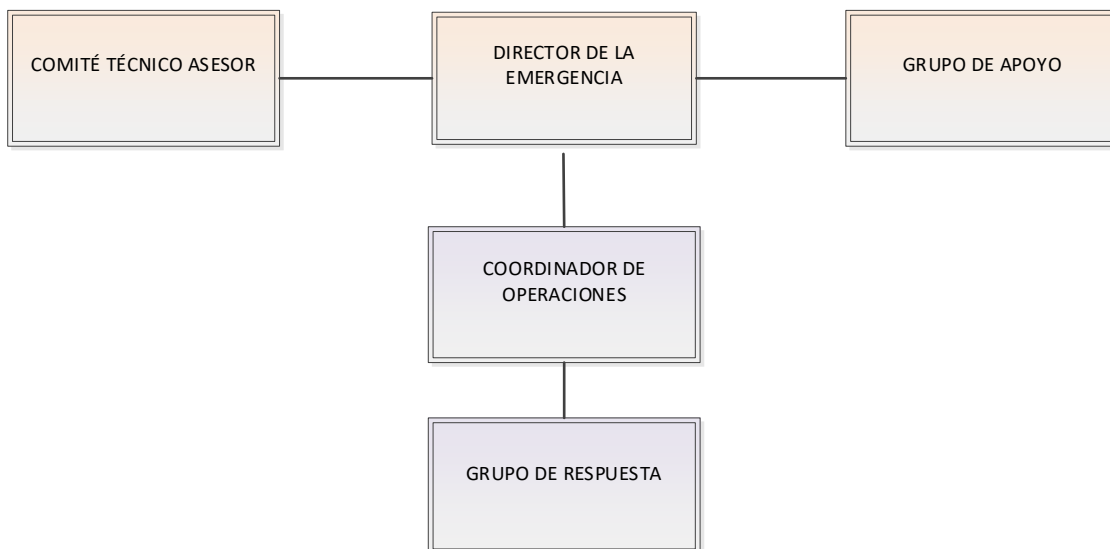 COMITÉ TÉCNICO ASESOR
DIRECTOR DE LA
EMERGENCIA
GRUPO DE APOYO
COORDINADOR DE
OPERACIONES
GRUPO DE RESPUESTA